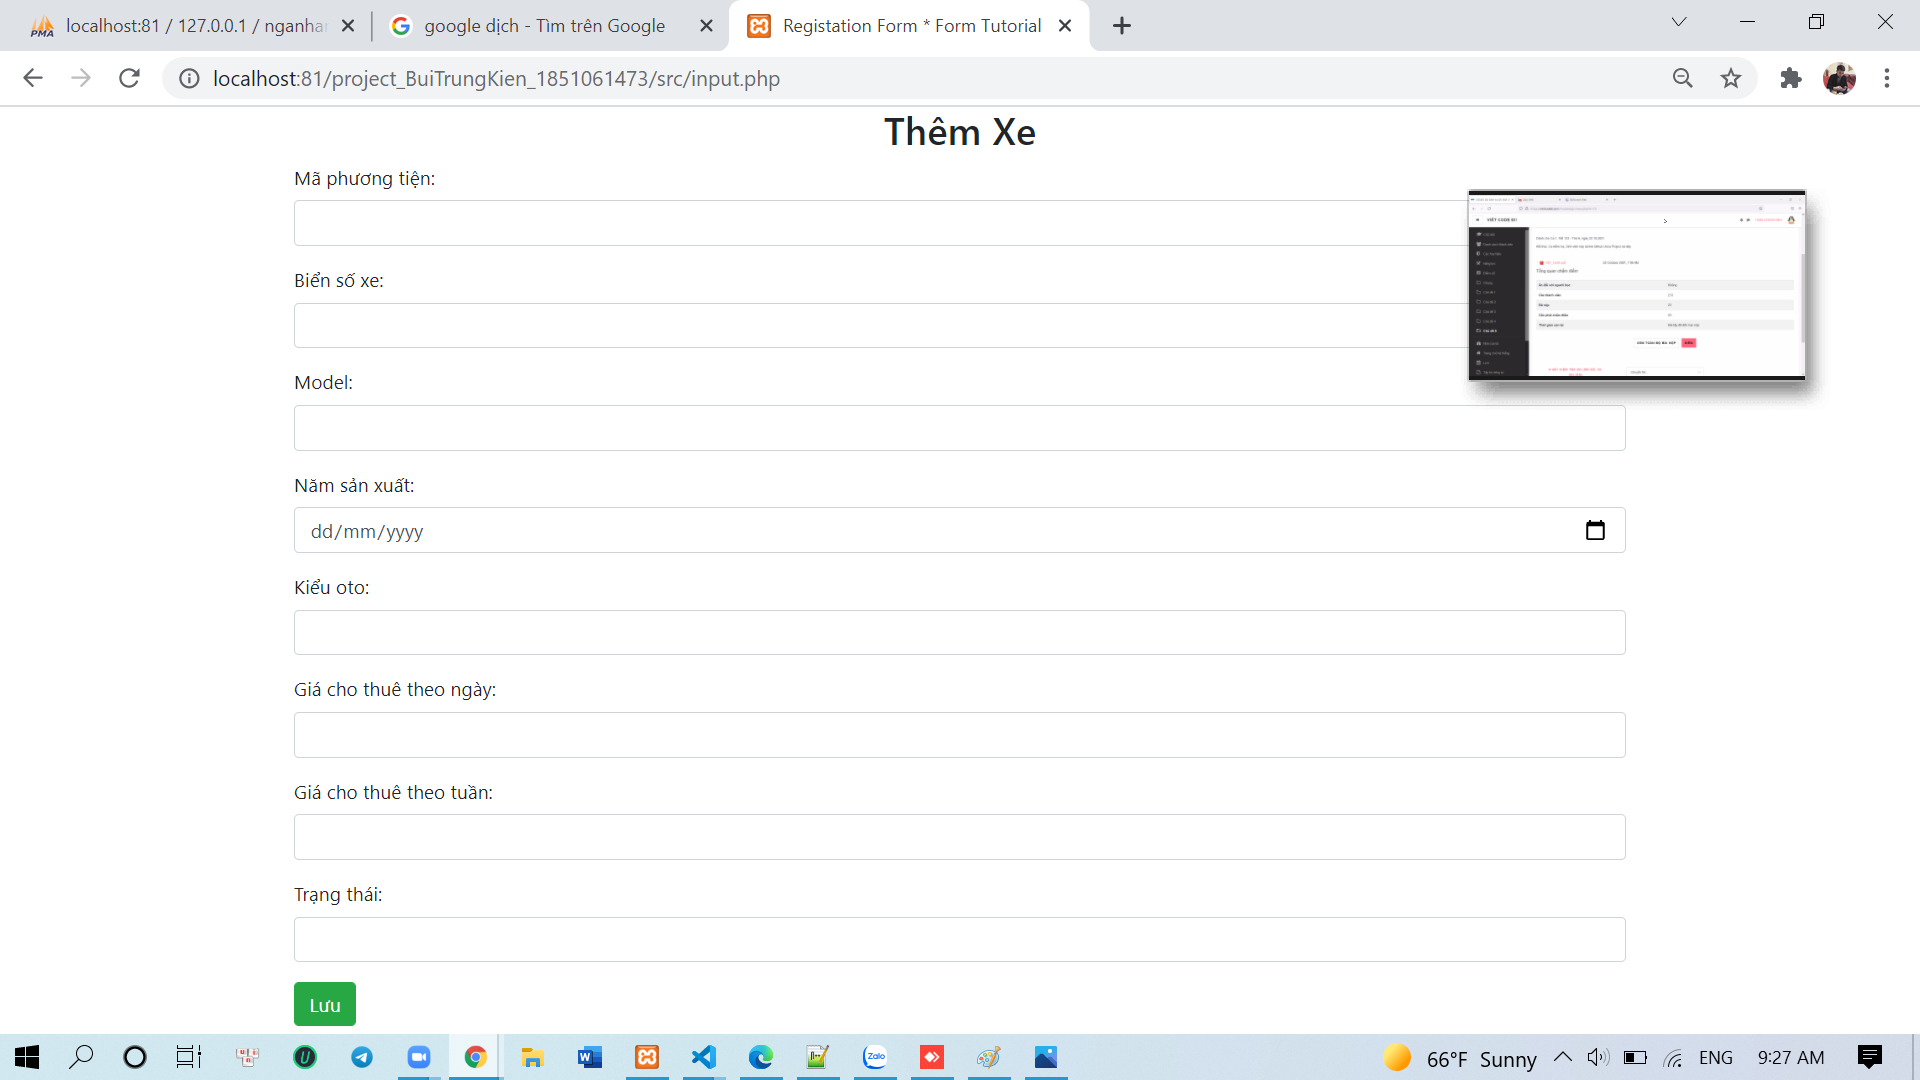 localhost:81 / 127.0.0.1 / nganhan
google dịch - Tìm trên Google
Registation Form * Form Tutorial
localhost:81/project_BuiTrungKien_1851061473/src/input.php
Thêm Xe
Mã phương tiện:
Biển số xe:
Model:
Năm sản xuất:
dd/mm/yyyy
Kiểu oto:
Giá cho thuê theo ngày:
Giá cho thuê theo tuần:
Trạng thái:
Lưu
66°F Sunny
ENG
9:27 AM